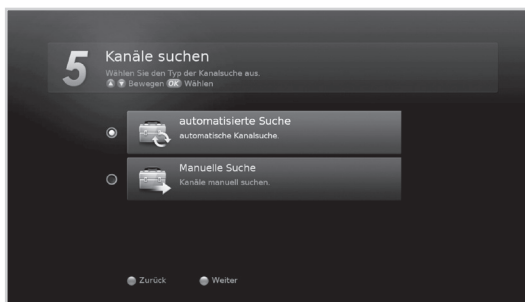 5
Kanäle suchen
Wählen Sie den Typ der Kanalsuche aus.
Bewegen OK Wählen
automatisierte Suche
automatische Kanalsuche.
Manuelle Suche
Kanäle manuell suchen.
Zurück Weiter